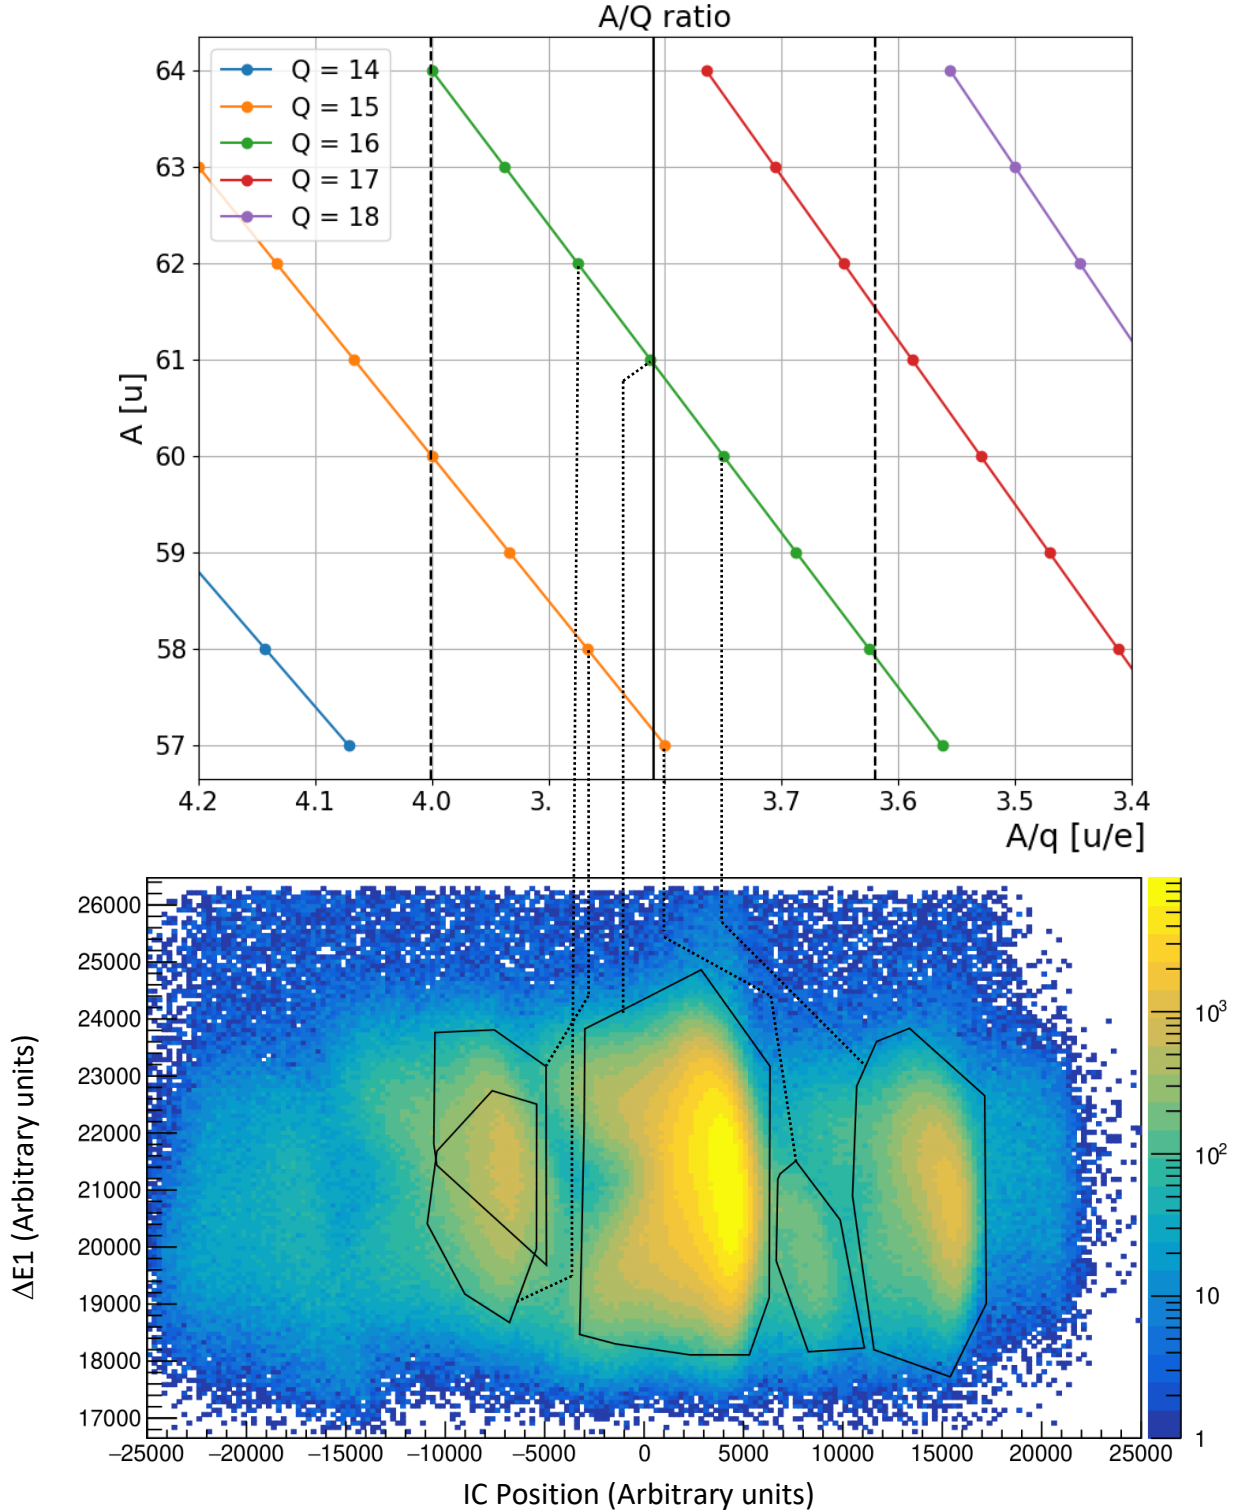 A/Q ratio
Q = 14
Q = 15
Q = 16
Q = 17
Q = 18
64
63
62
61
60
59
58
57
A [u]
4.2 4.1 4.0 3. 3.7 3.6 3.5 3.4
A/q [u/e]
26000
25000
24000
23000
22000
21000
20000
19000
18000
17000
ΔE1 (Arbitrary units)
10³
10²
10
1
−25000 −20000 −15000 −10000 −5000 0 5000 10000 15000 20000 25000
IC Position (Arbitrary units)